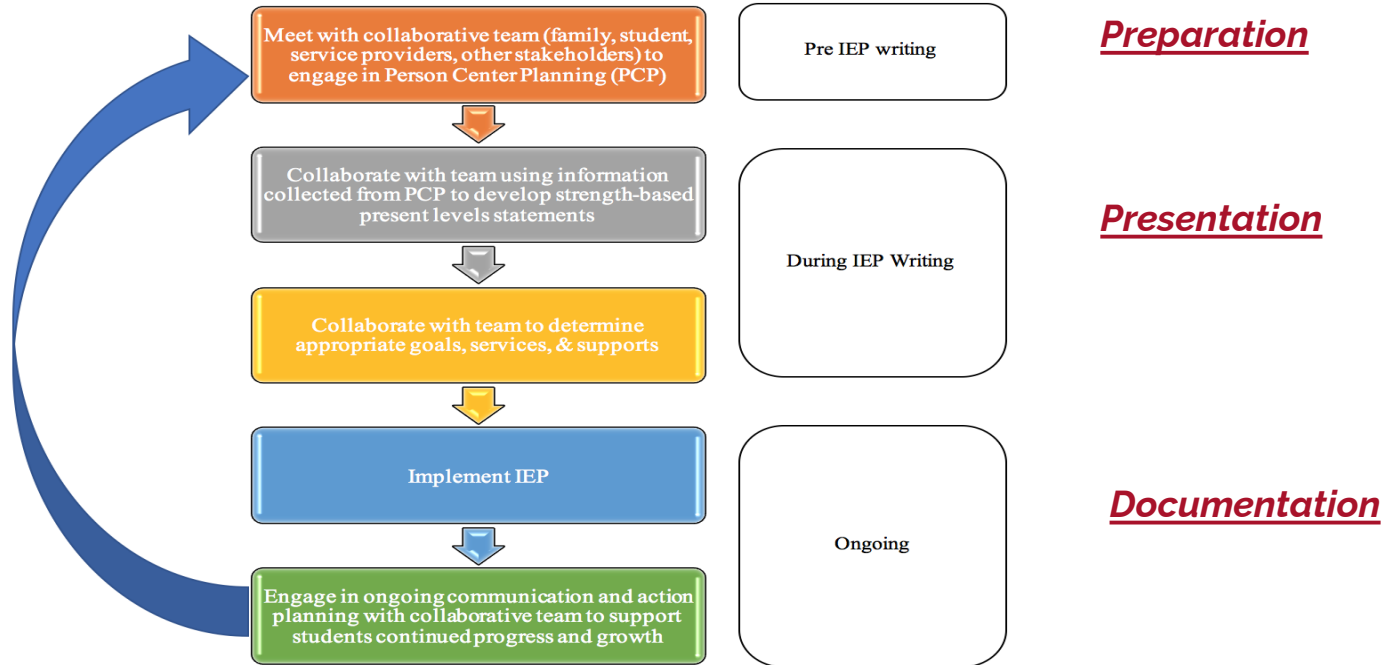 Meet with collaborative team (family, student,
service providers, other stakeholders) to
engage in Person Center Planning (PCP)
Pre IEP writing
Preparation
Collaborate with team using information
collected from PCP to develop strength-based
present levels statements
During IEP Writing
Presentation
Collaborate with team to determine
appropriate goals, services, & supports
Implement IEP
Ongoing
Documentation
Engage in ongoing communication and action
planning with collaborative team to support
students continued progress and growth